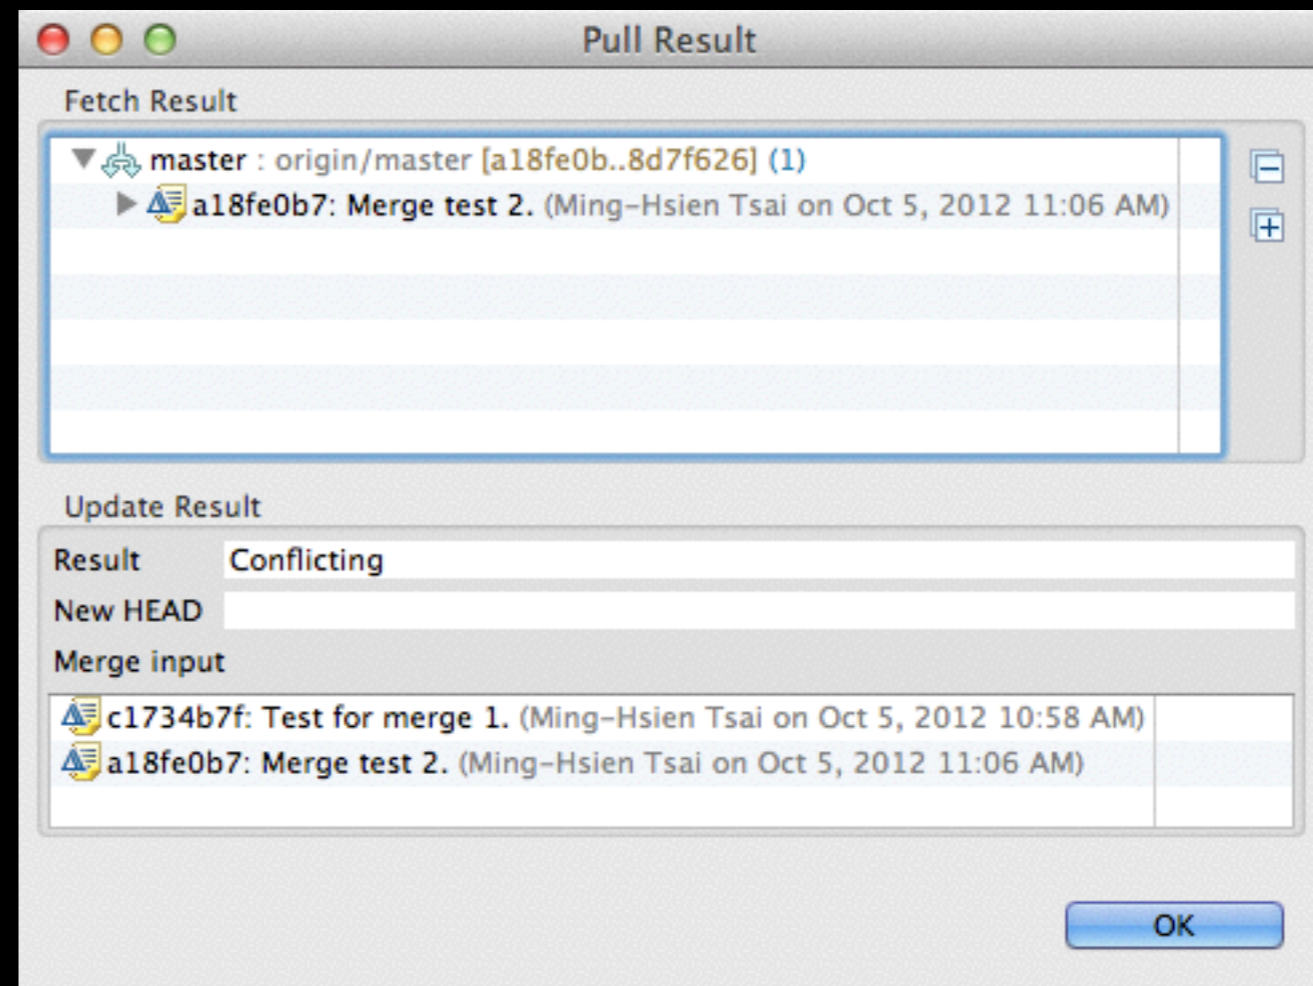 Pull Result
Fetch Result
master : origin/master [a18fe0b..8d7f626] (1)
a18fe0b7: Merge test 2. (Ming-Hsien Tsai on Oct 5, 2012 11:06 AM)
Update Result
Result Conflicting
New HEAD
Merge input
c1734b7f: Test for merge 1. (Ming-Hsien Tsai on Oct 5, 2012 10:58 AM)
a18fe0b7: Merge test 2. (Ming-Hsien Tsai on Oct 5, 2012 11:06 AM)
OK